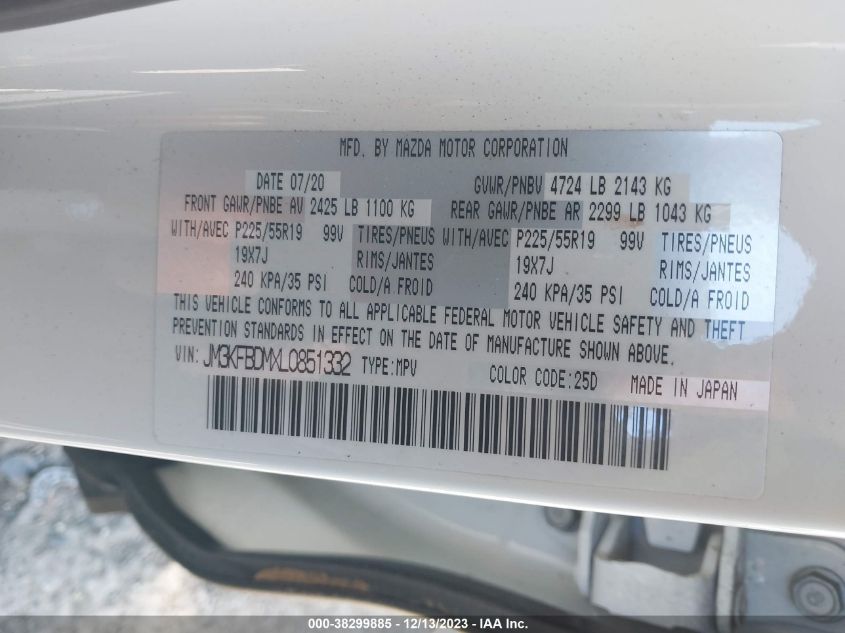 MFD. BY MAZDA MOTOR CORPORATION
DATE 07/20 GVWR/PNBV 4724 LB 2143 KG
FRONT GAWR/PNBE AV 2425 LB 1100 KG REAR GAWR/PNBE AR 2299 LB 1043 KG
WITH/AVEC P225/55R19 99V TIRES/PNEUS WITH/AVEC P225/55R19 99V TIRES/PNEUS
19X7J RIMS/JANTES 19X7J RIMS/JANTES
240 KPA/35 PSI COLD/A FROID 240 KPA/35 PSI COLD/A FROID
THIS VEHICLE CONFORMS TO ALL APPLICABLE FEDERAL MOTOR VEHICLE SAFETY AND THEFT
PREVENTION STANDARDS IN EFFECT ON THE DATE OF MANUFACTURE SHOWN ABOVE.
VIN: JM3KFBDMXL0851332 TYPE:MPV COLOR CODE:25D MADE IN JAPAN
000-38299885 - 12/13/2023 - IAA Inc.